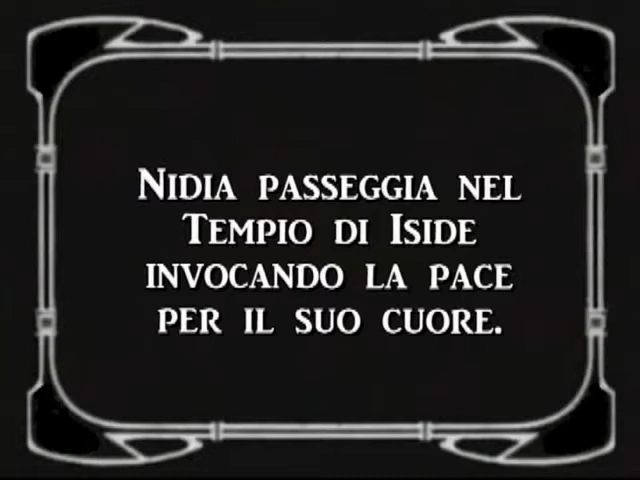 Nidia passeggia nel
Tempio di Iside
invocando la pace
per il suo cuore.